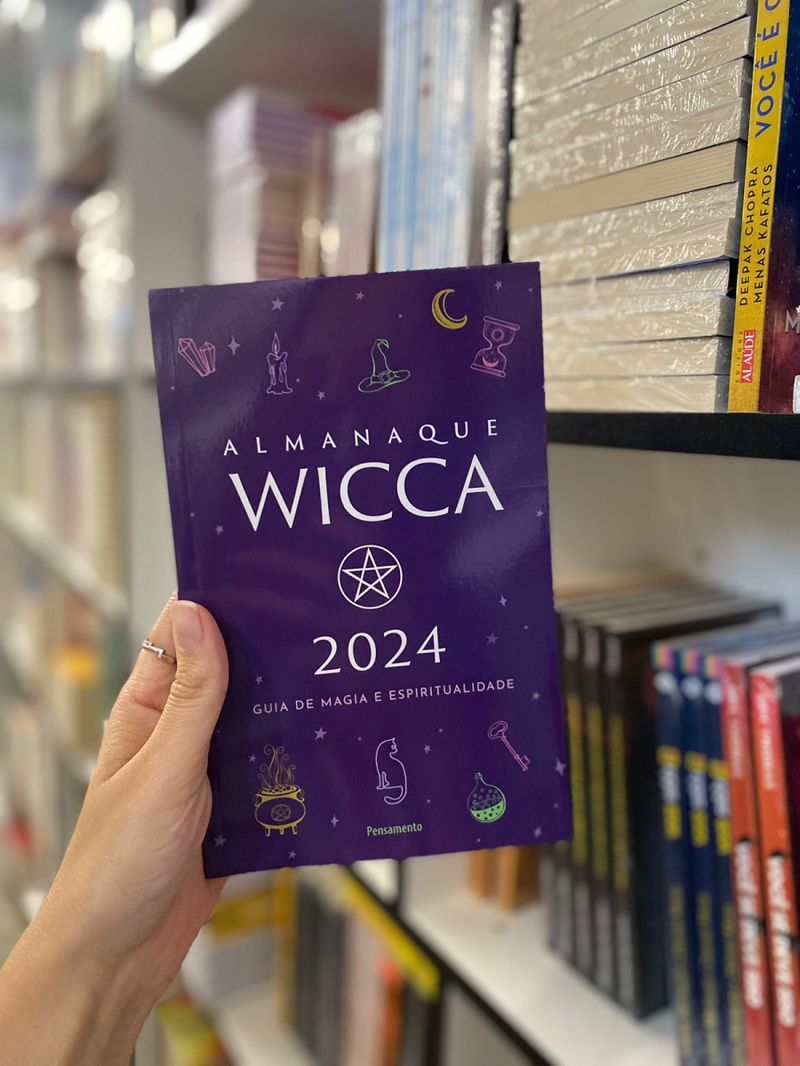 ALMANAQUE
WICCA
2024
GUIA DE MAGIA E ESPIRITUALIDADE
Pensamento
DEEPAK CHOPRA
MENAS KAFATOS
VOCÊ É O
EDITORA
ALAÚDE